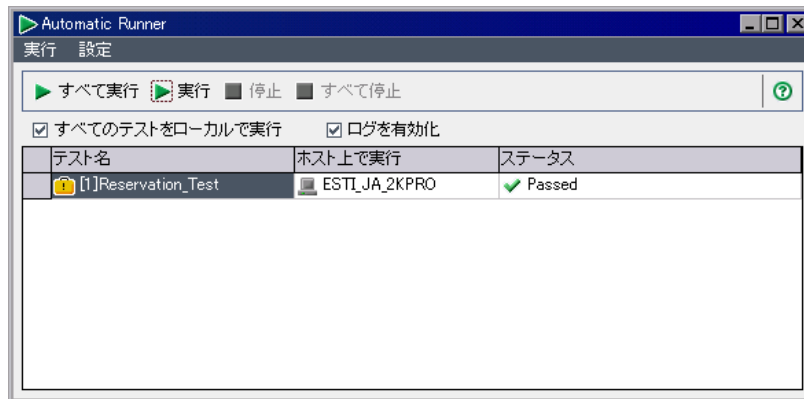 Automatic Runner
実行 設定
すべて実行 実行 停止 すべて停止
すべてのテストをローカルで実行 ログを有効化
テスト名 ホスト上で実行 ステータス
[1]Reservation_Test ESTI_JA_2KPRO Passed